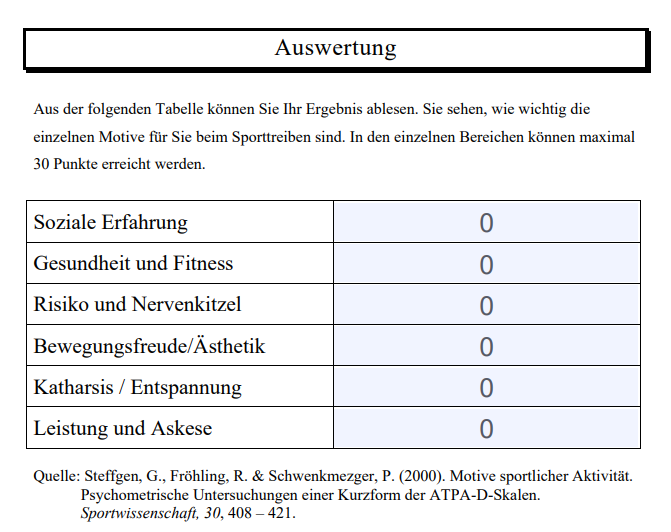 Auswertung
Aus der folgenden Tabelle können Sie Ihr Ergebnis ablesen. Sie sehen, wie wichtig die
einzelnen Motive für Sie beim Sporttreiben sind. In den einzelnen Bereichen können maximal
30 Punkte erreicht werden.
Soziale Erfahrung 0
Gesundheit und Fitness 0
Risiko und Nervenkitzel 0
Bewegungsfreude/Ästhetik 0
Katharsis / Entspannung 0
Leistung und Askese 0
Quelle: Steffgen, G., Fröhling, R. & Schwenkmezger, P. (2000). Motive sportlicher Aktivität.
Psychometrische Untersuchungen einer Kurzform der ATPA-D-Skalen.
Sportwissenschaft, 30, 408 – 421.